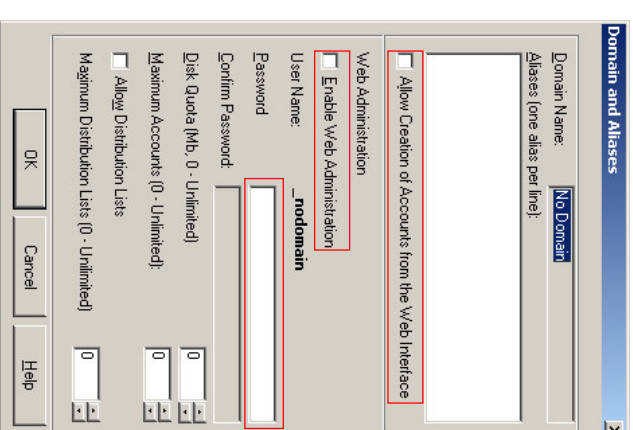 Domain and Aliases
Domain Name: No Domain
Aliases (one alias per line):
Allow Creation of Accounts from the Web Interface
Web Administration
Enable Web Administration
User Name: _nodomain
Password
Confirm Password:
Disk Quota (Mb, 0 - Unlimited) 0
Maximum Accounts (0 - Unlimited): 0
Allow Distribution Lists
Maximum Distribution Lists (0 - Unlimited) 0
OK Cancel Help